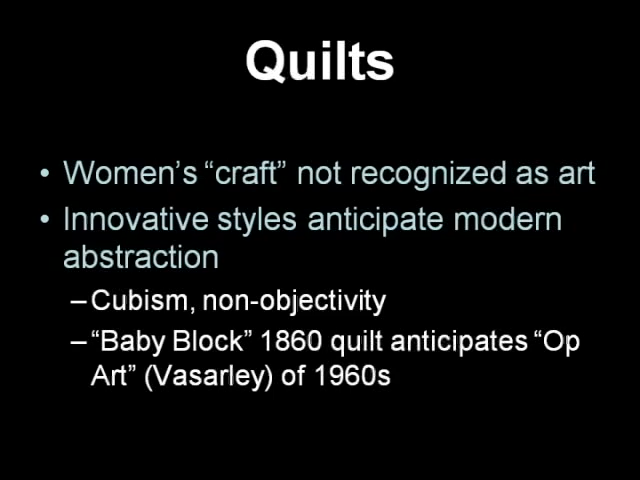 Quilts
• Women's “craft” not recognized as art
• Innovative styles anticipate modern
abstraction
– Cubism, non-objectivity
– “Baby Block” 1860 quilt anticipates “Op
Art” (Vasarley) of 1960s